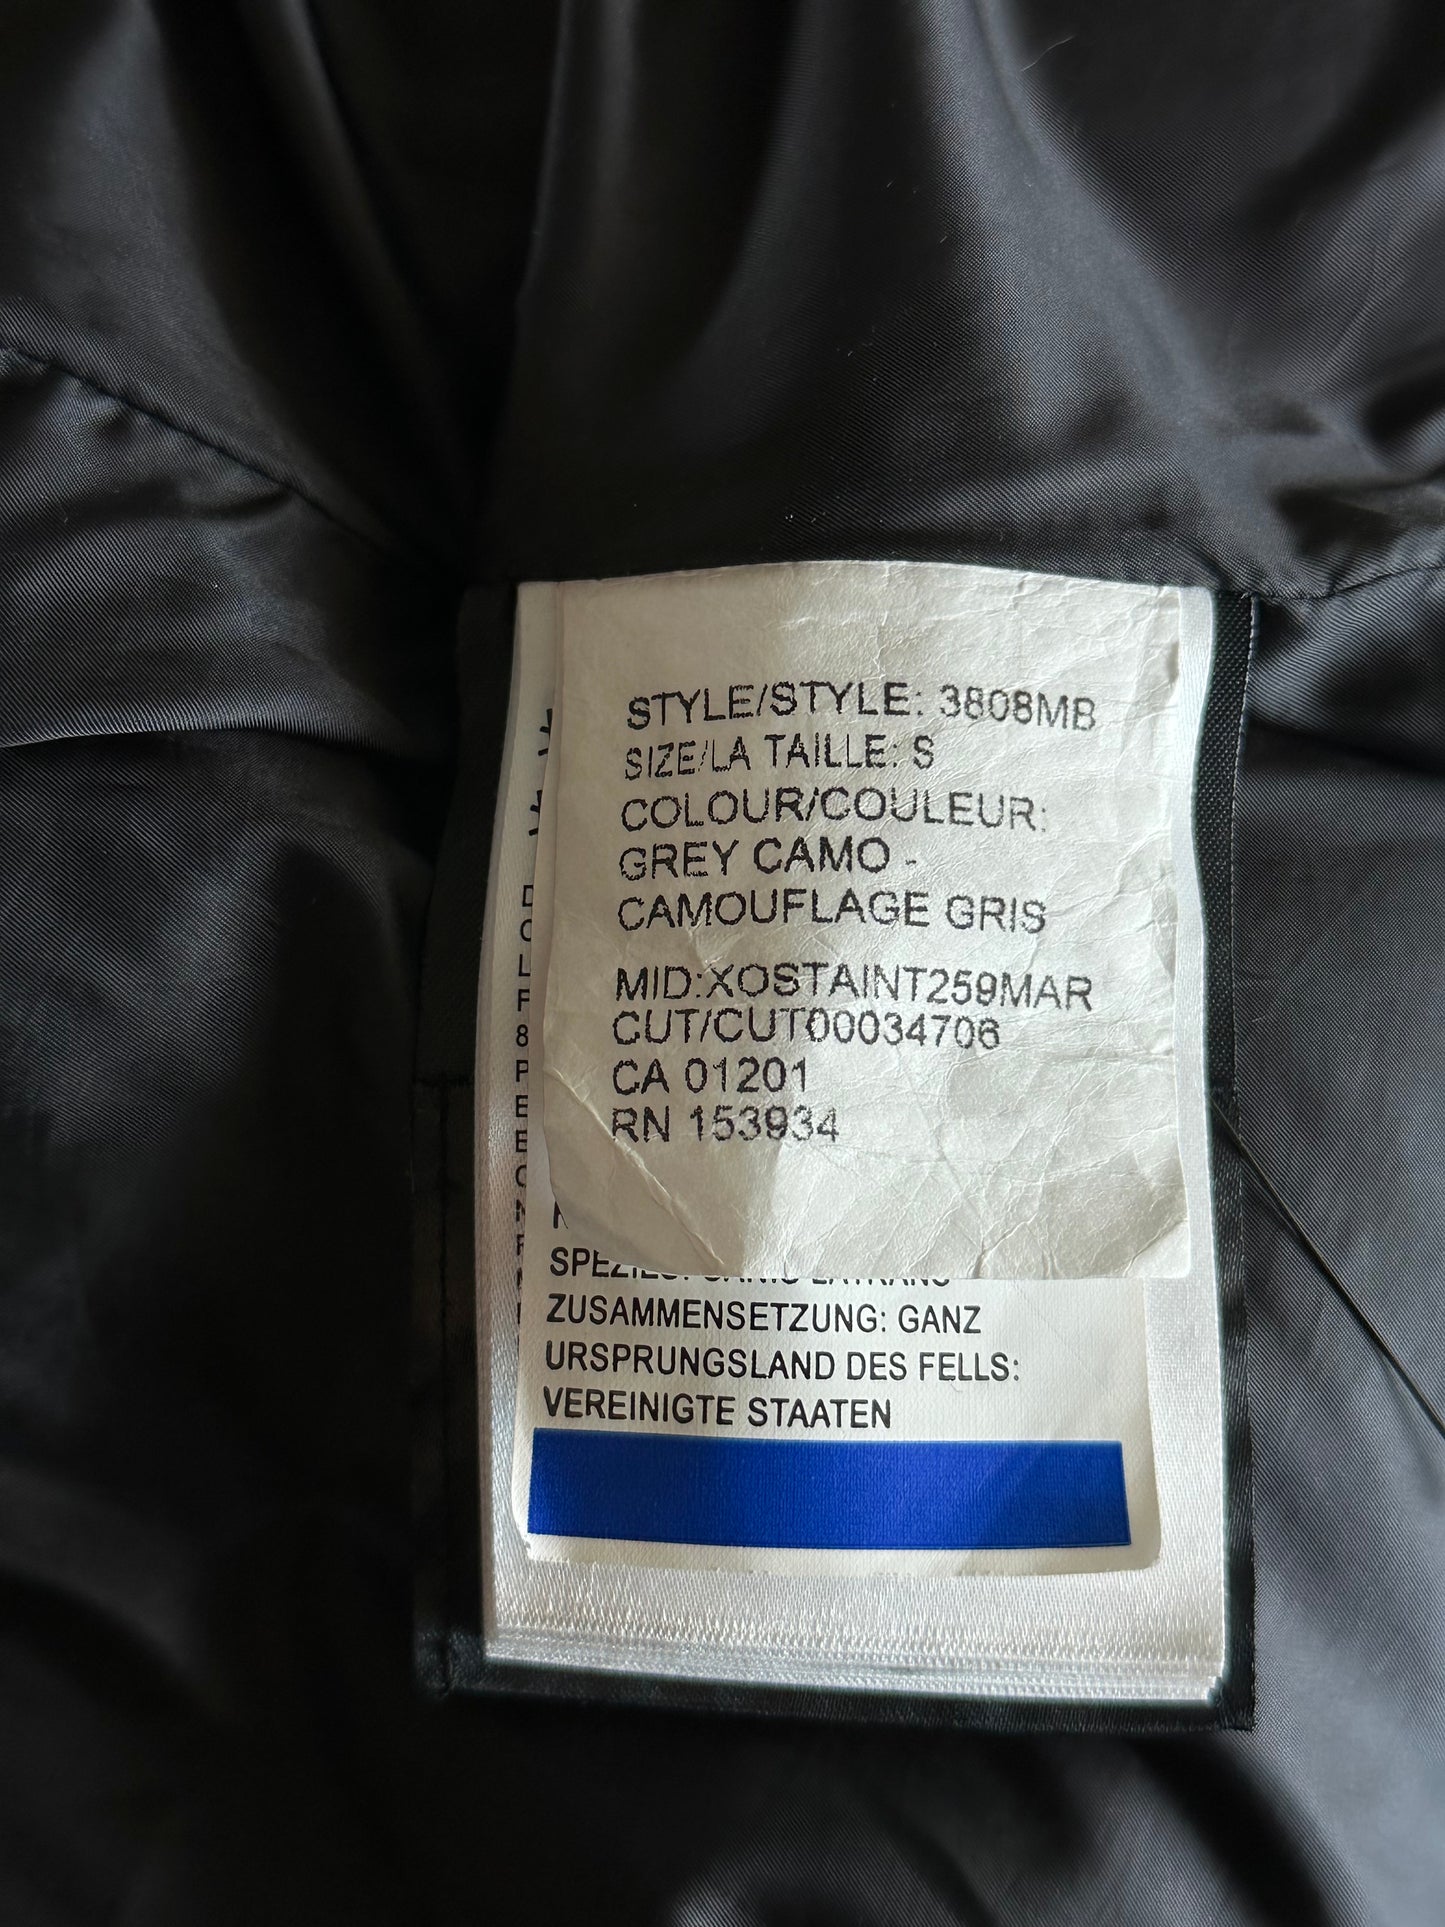 STYLE/STYLE: 3808MB
SIZE/LA TAILLE: S
COLOUR/COULEUR:
GREY CAMO -
CAMOUFLAGE GRIS
MID:XOSTAINT259MAR
CUT/CUT00034706
CA 01201
RN 153934
ZUSAMMENSETZUNG: GANZ
URSPRUNGSLAND DES FELLS:
VEREINIGTE STAATEN